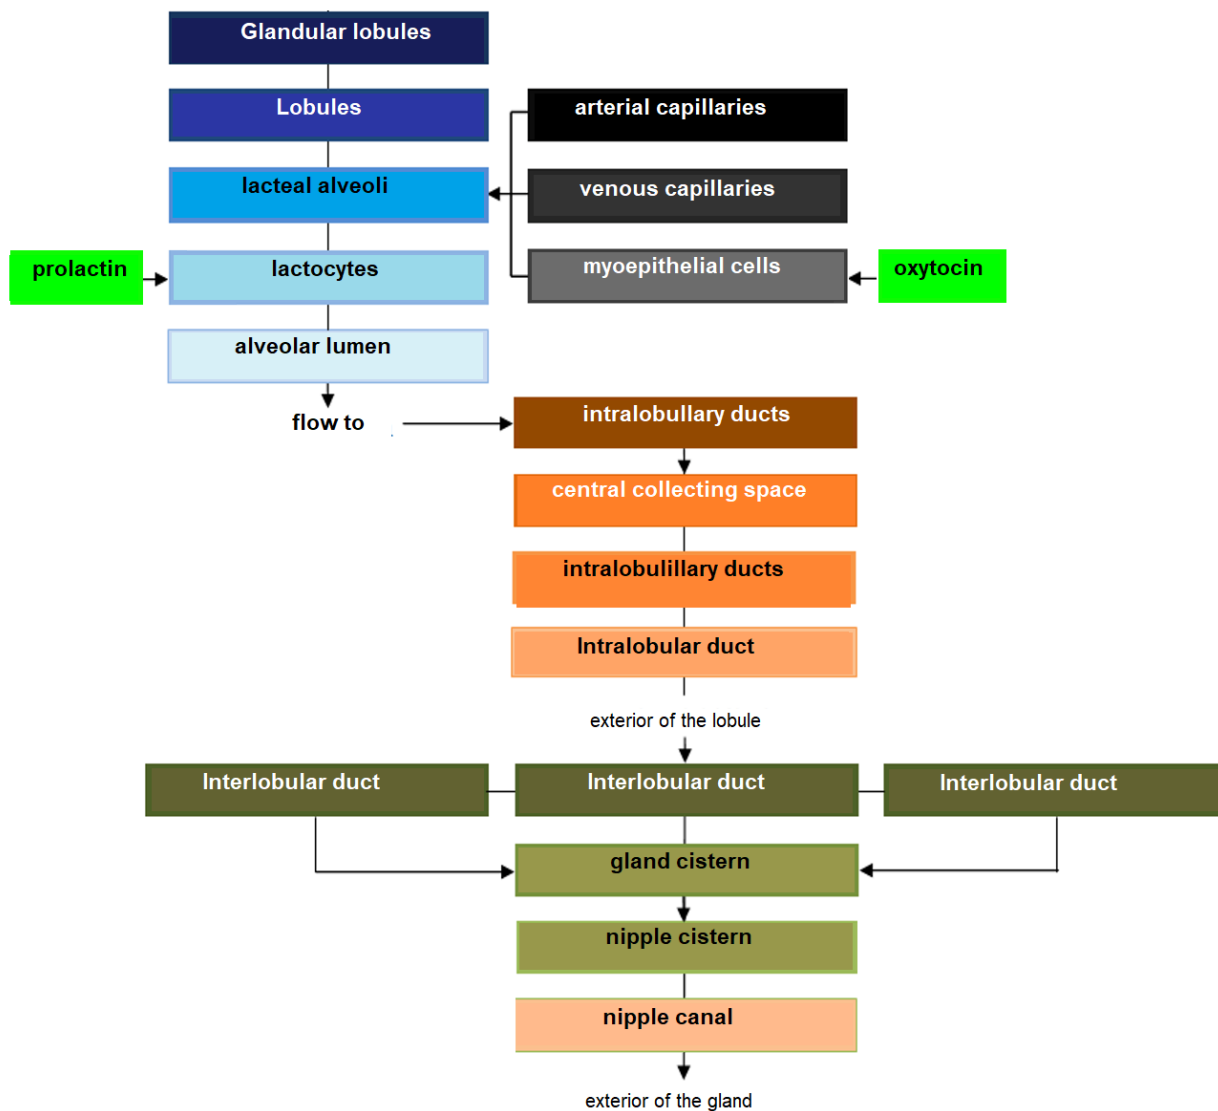 Glandular lobules
Lobules
arterial capillaries
lacteal alveoli
venous capillaries
prolactin
lactocytes
myoepithelial cells
oxytocin
alveolar lumen
flow to
intralobullary ducts
central collecting space
intralobulillary ducts
Intralobular duct
exterior of the lobule
Interlobular duct
Interlobular duct
Interlobular duct
gland cistern
nipple cistern
nipple canal
exterior of the gland